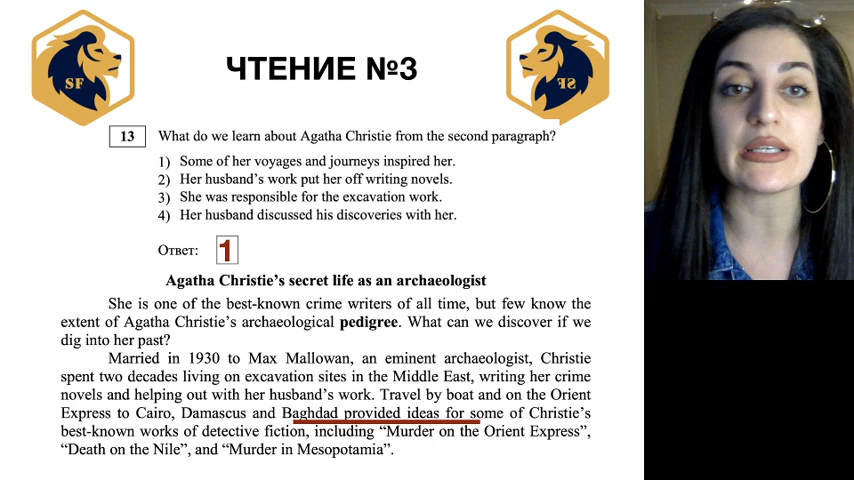 SF
ЧТЕНИЕ №3
SF
13 What do we learn about Agatha Christie from the second paragraph?
1) Some of her voyages and journeys inspired her.
2) Her husband's work put her off writing novels.
3) She was responsible for the excavation work.
4) Her husband discussed his discoveries with her.
Ответ: 1
Agatha Christie's secret life as an archaeologist
She is one of the best-known crime writers of all time, but few know the
extent of Agatha Christie's archaeological pedigree. What can we discover if we
dig into her past?
Married in 1930 to Max Mallowan, an eminent archaeologist, Christie
spent two decades living on excavation sites in the Middle East, writing her crime
novels and helping out with her husband's work. Travel by boat and on the Orient
Express to Cairo, Damascus and Baghdad provided ideas for some of Christie's
best-known works of detective fiction, including “Murder on the Orient Express”,
“Death on the Nile”, and “Murder in Mesopotamia”.